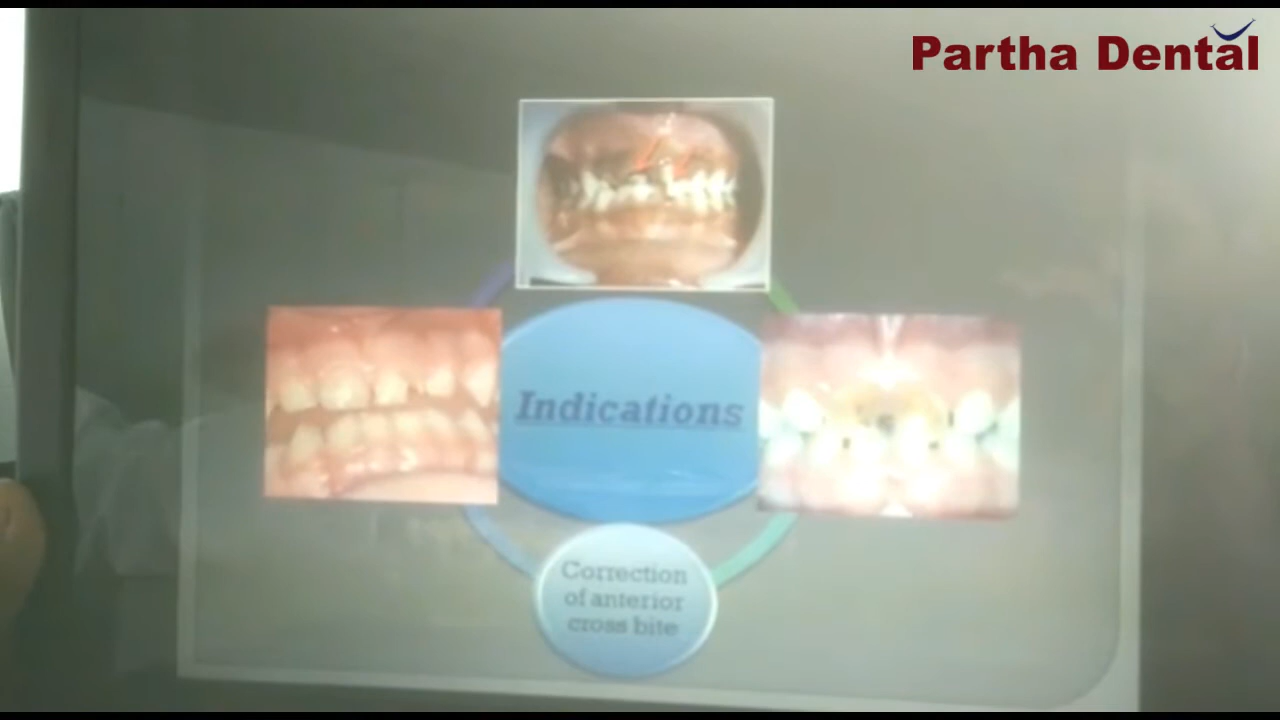 Partha Dental
Indications
Correction
of anterior
cross bite